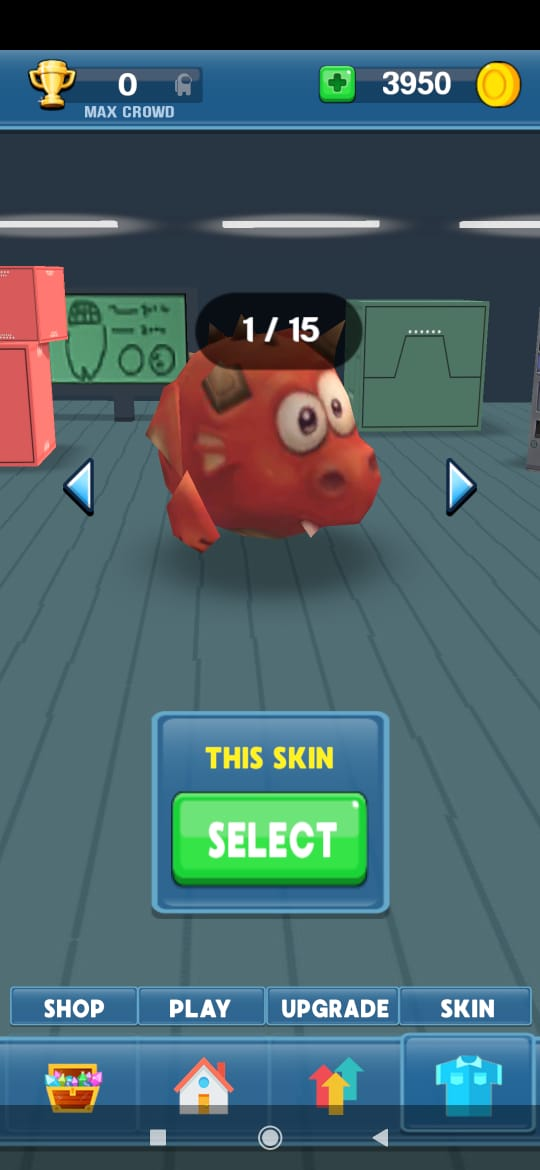 0
3950
MAX CROWD
1 / 15
THIS SKIN
SELECT
SHOP
PLAY
UPGRADE
SKIN